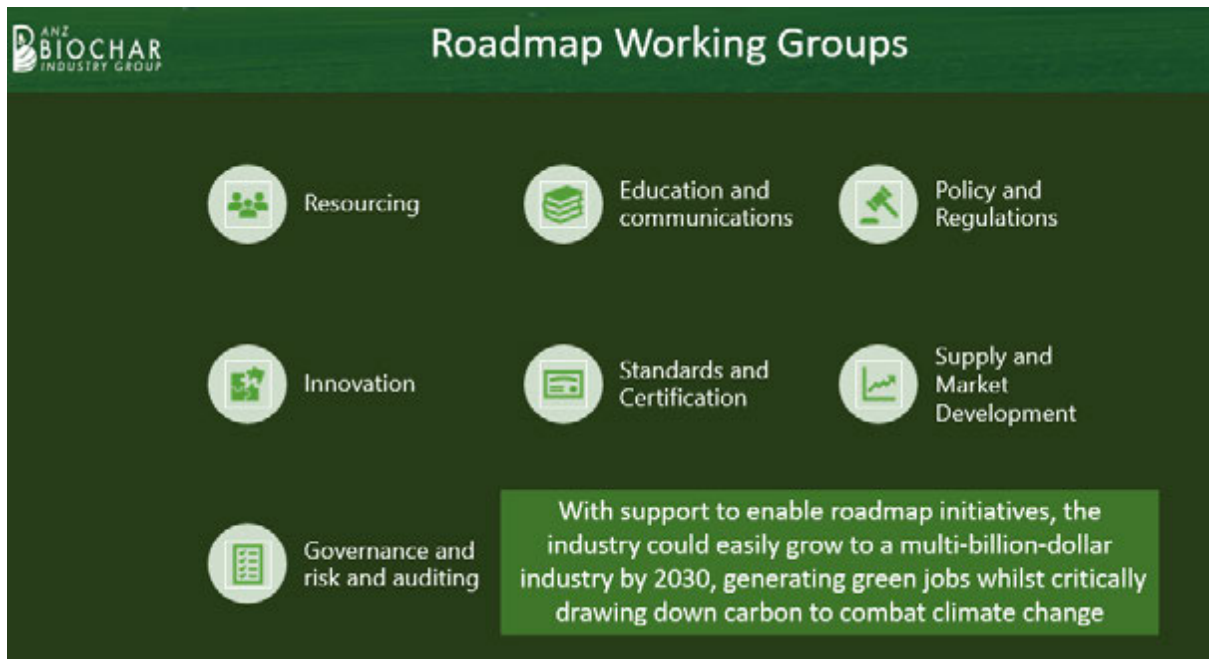 ANZ
BIOCHAR
INDUSTRY GROUP
Roadmap Working Groups
Resourcing
Education and
communications
Policy and
Regulations
Innovation
Standards and
Certification
Supply and
Market
Development
Governance and
risk and auditing
With support to enable roadmap initiatives, the
industry could easily grow to a multi-billion-dollar
industry by 2030, generating green jobs whilst critically
drawing down carbon to combat climate change